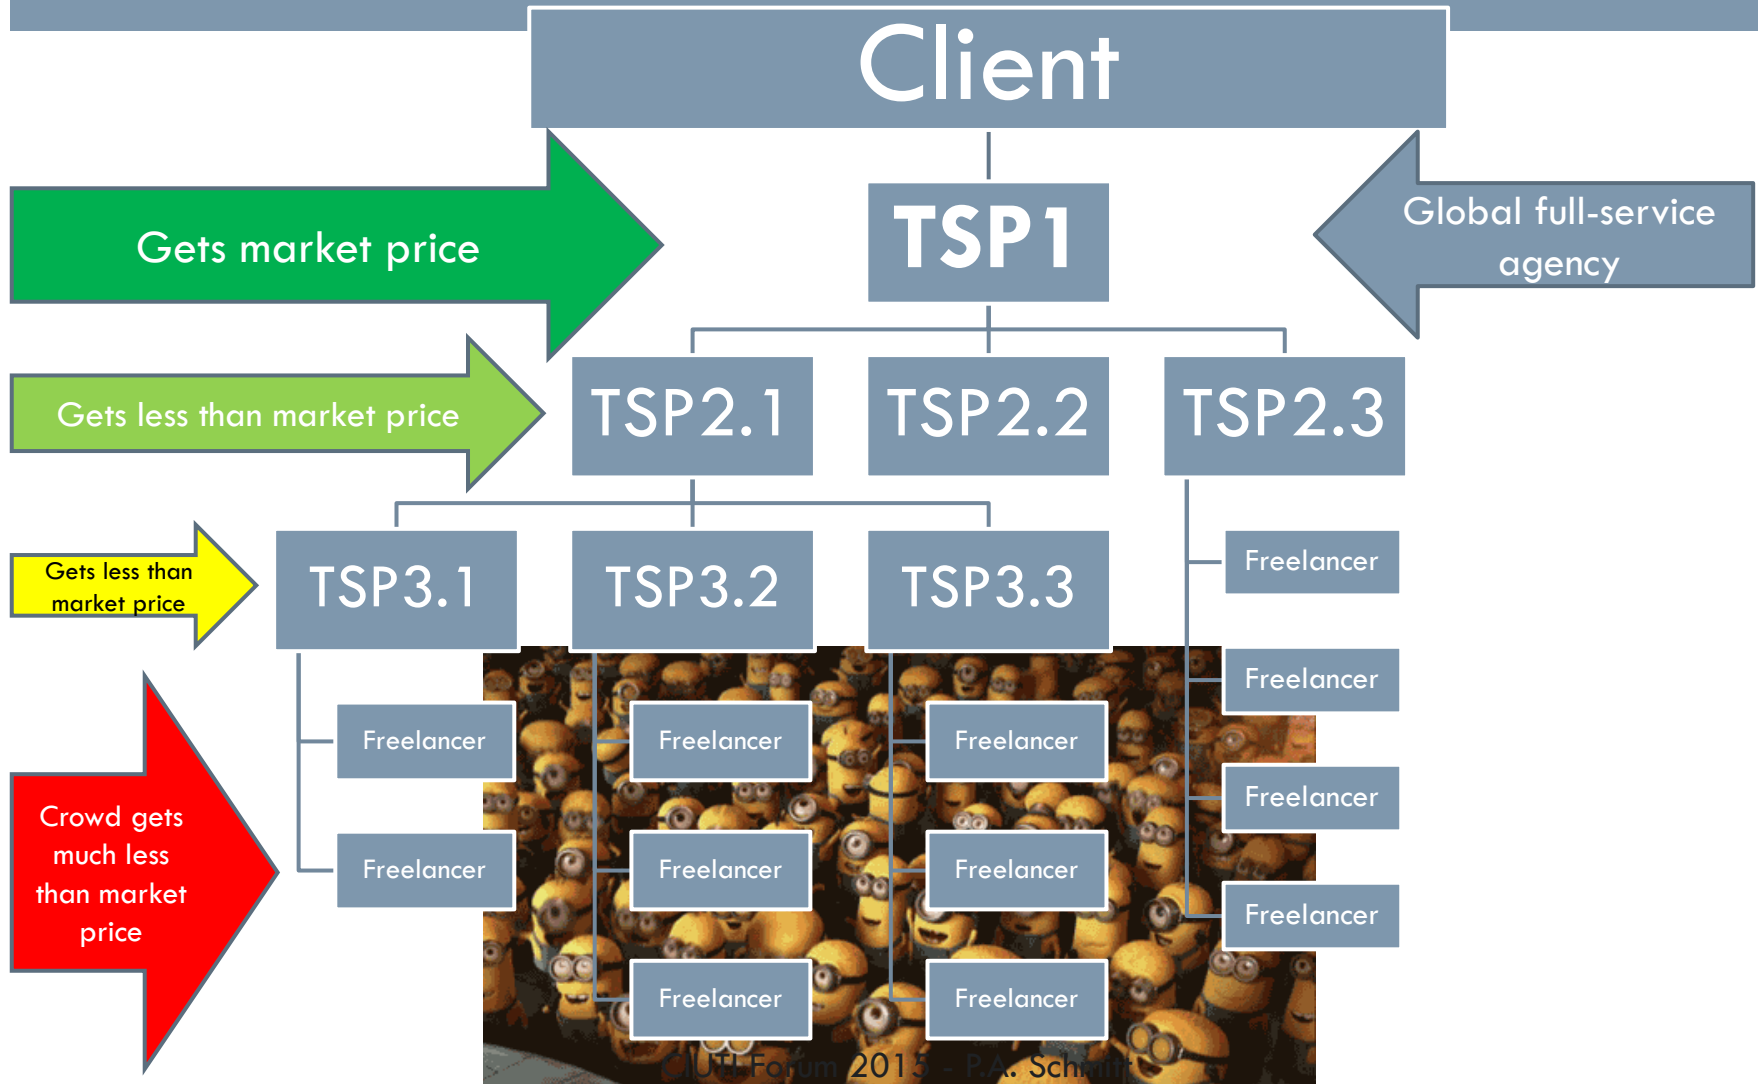 Client
Gets market price
TSP1
Global full-service
agency
Gets less than market price
TSP2.1
TSP2.2
TSP2.3
Gets less than
market price
TSP3.1
TSP3.2
TSP3.3
Freelancer
Freelancer
Freelancer
Freelancer
Crowd gets
much less
than market
price
Freelancer
Freelancer
Freelancer
Freelancer
Freelancer
Freelancer
Freelancer
Freelancer
CIUTI Forum 2015 - P.A. Schmitt